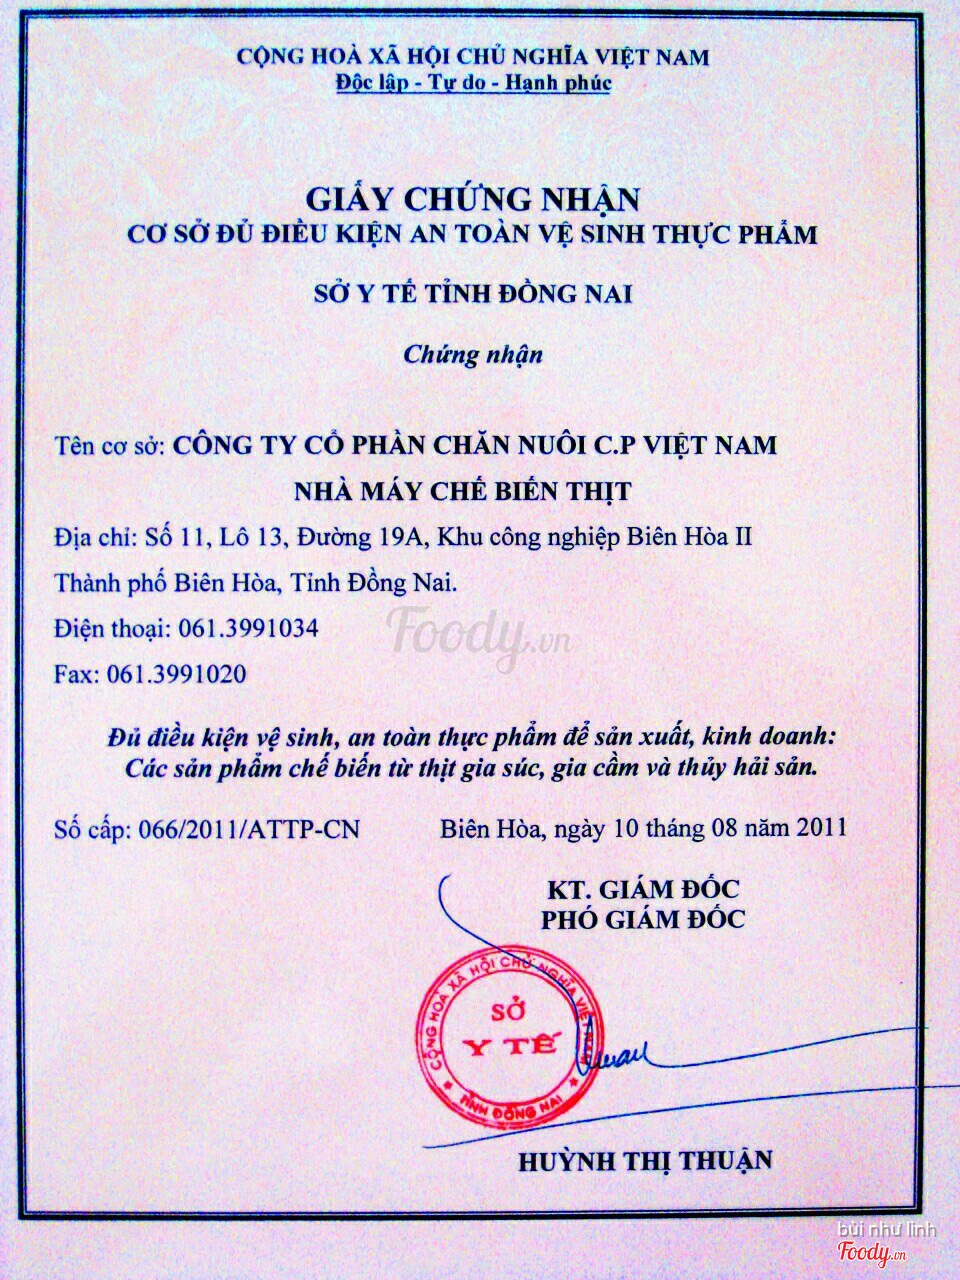 CỘNG HOÀ XÃ HỘI CHỦ NGHĨA VIỆT NAM
Độc lập - Tự do - Hạnh phúc
GIẤY CHỨNG NHẬN
CƠ SỞ ĐỦ ĐIỀU KIỆN AN TOÀN VỆ SINH THỰC PHẨM
SỞ Y TẾ TỈNH ĐỒNG NAI
Chứng nhận
Tên cơ sở: CÔNG TY CỔ PHẦN CHĂN NUÔI C.P VIỆT NAM
NHÀ MÁY CHẾ BIẾN THỊT
Địa chỉ: Số 11, Lô 13, Đường 19A, Khu công nghiệp Biên Hòa II
Thành phố Biên Hòa, Tỉnh Đồng Nai.
Điện thoại: 061.3991034
Foody.vn
Fax: 061.3991020
Đủ điều kiện vệ sinh, an toàn thực phẩm để sản xuất, kinh doanh:
Các sản phẩm chế biến từ thịt gia súc, gia cầm và thủy hải sản.
Số cấp: 066/2011/ATTP-CN Biên Hòa, ngày 10 tháng 08 năm 2011
KT. GIÁM ĐỐC
PHÓ GIÁM ĐỐC
CỘNG HOÀ XÃ HỘI CHỦ NGHĨA VIỆT NAM
SỞ
Y TẾ
TỈNH ĐỒNG NAI
HUỲNH THỊ THUẬN
bùi như linh
Foody.vn